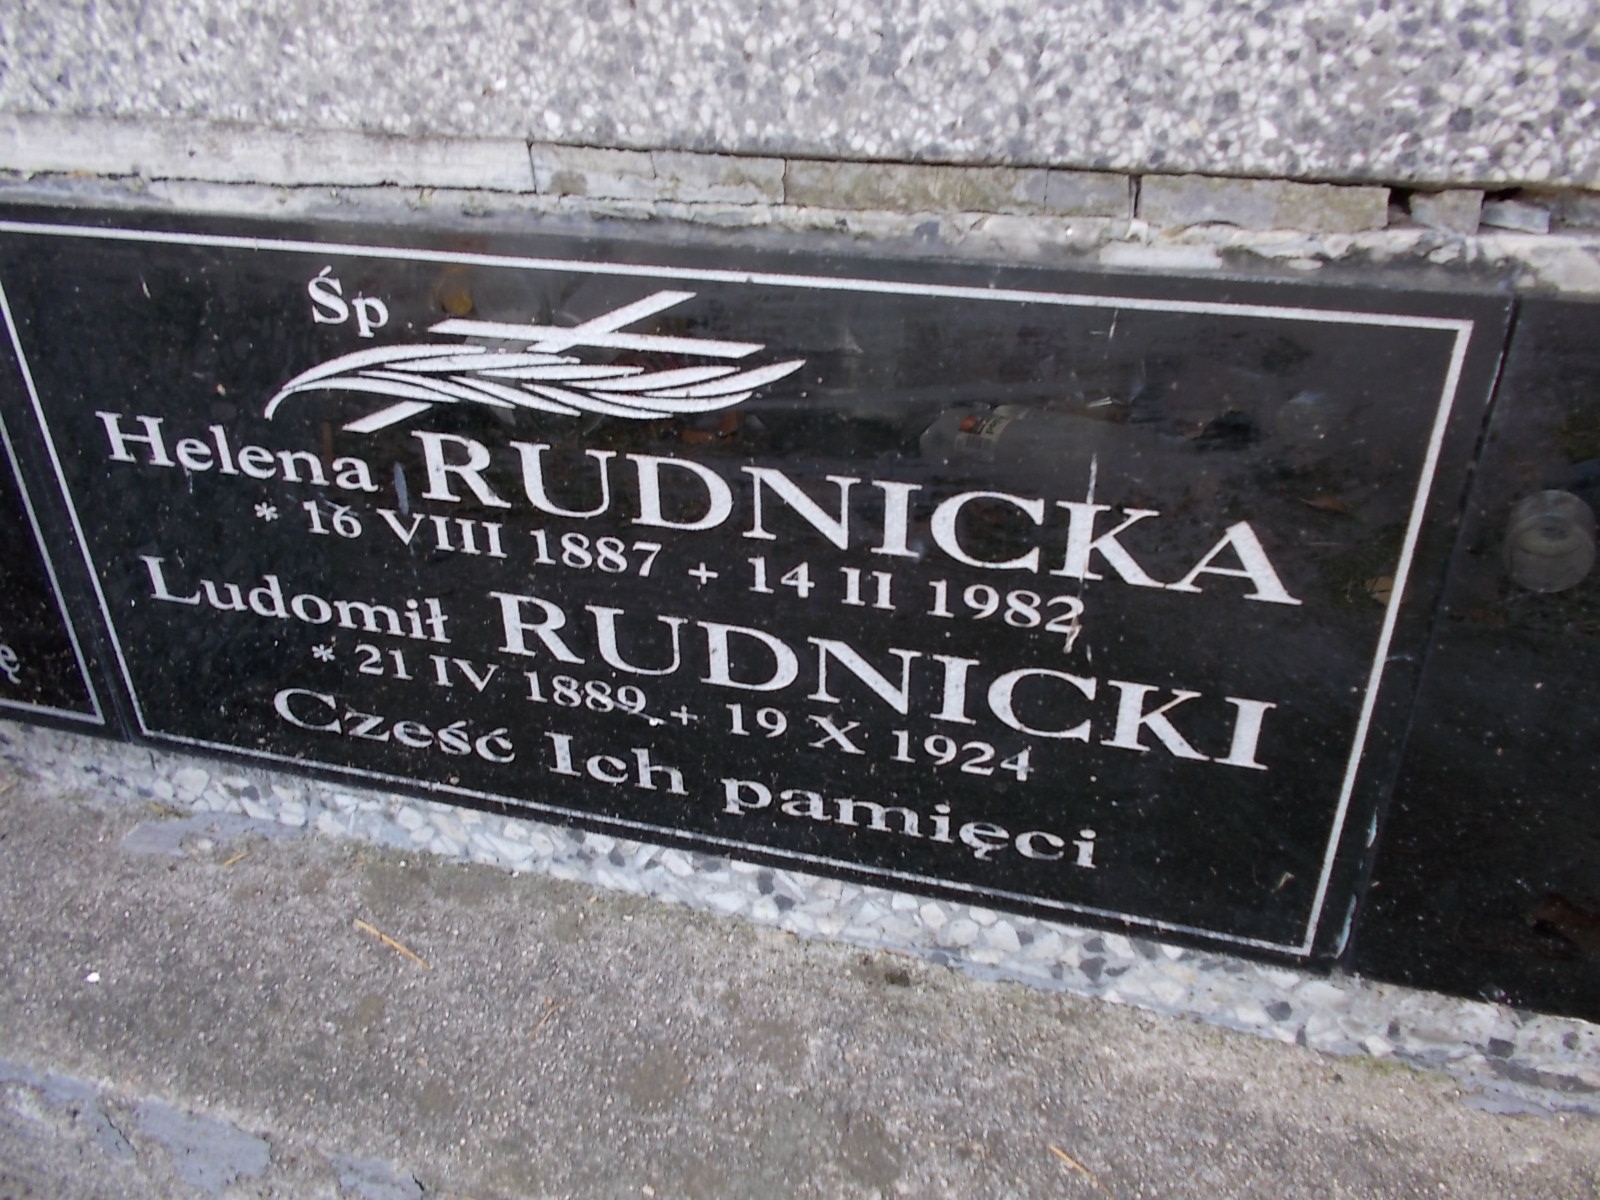 Śp
Helena RUDNICKA
* 16 VIII 1887 + 14 II 1982
Ludomił RUDNICKI
* 21 IV 1889 + 19 X 1924
Cześć Ich pamięci